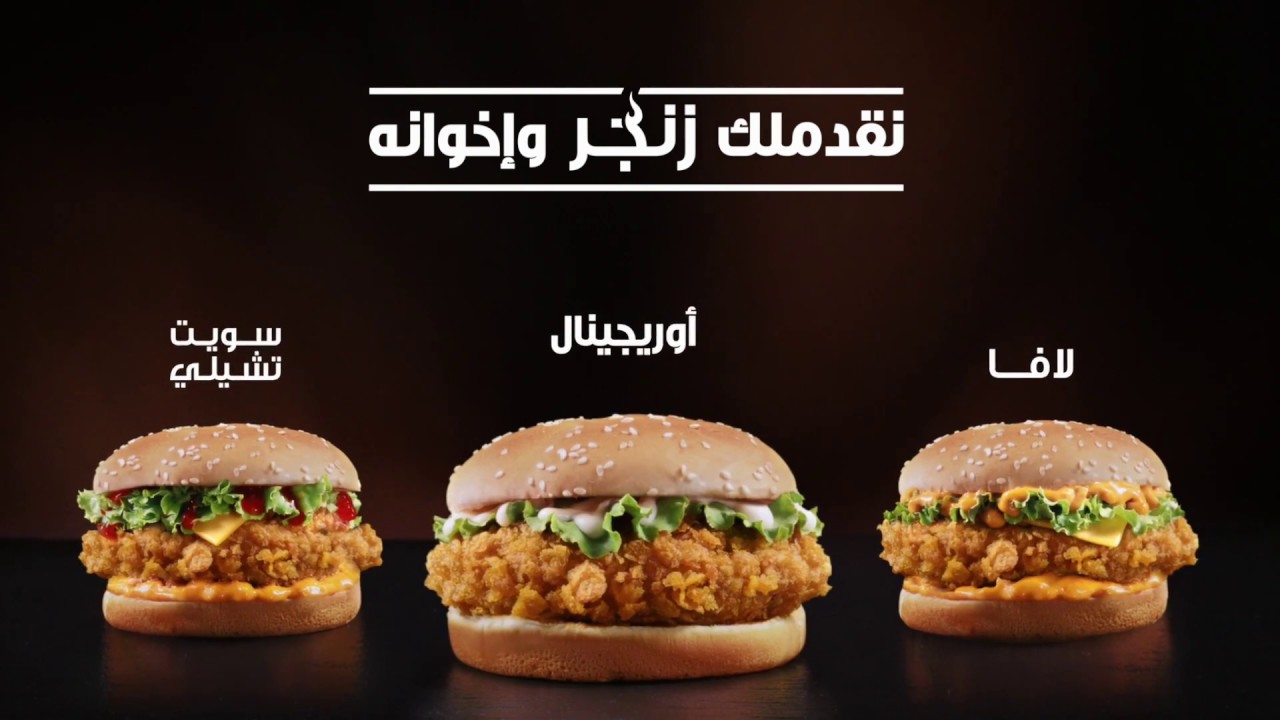 نقدملك زنجر وإخوانه
أوريجينال
سويت
تشيلي
لافا